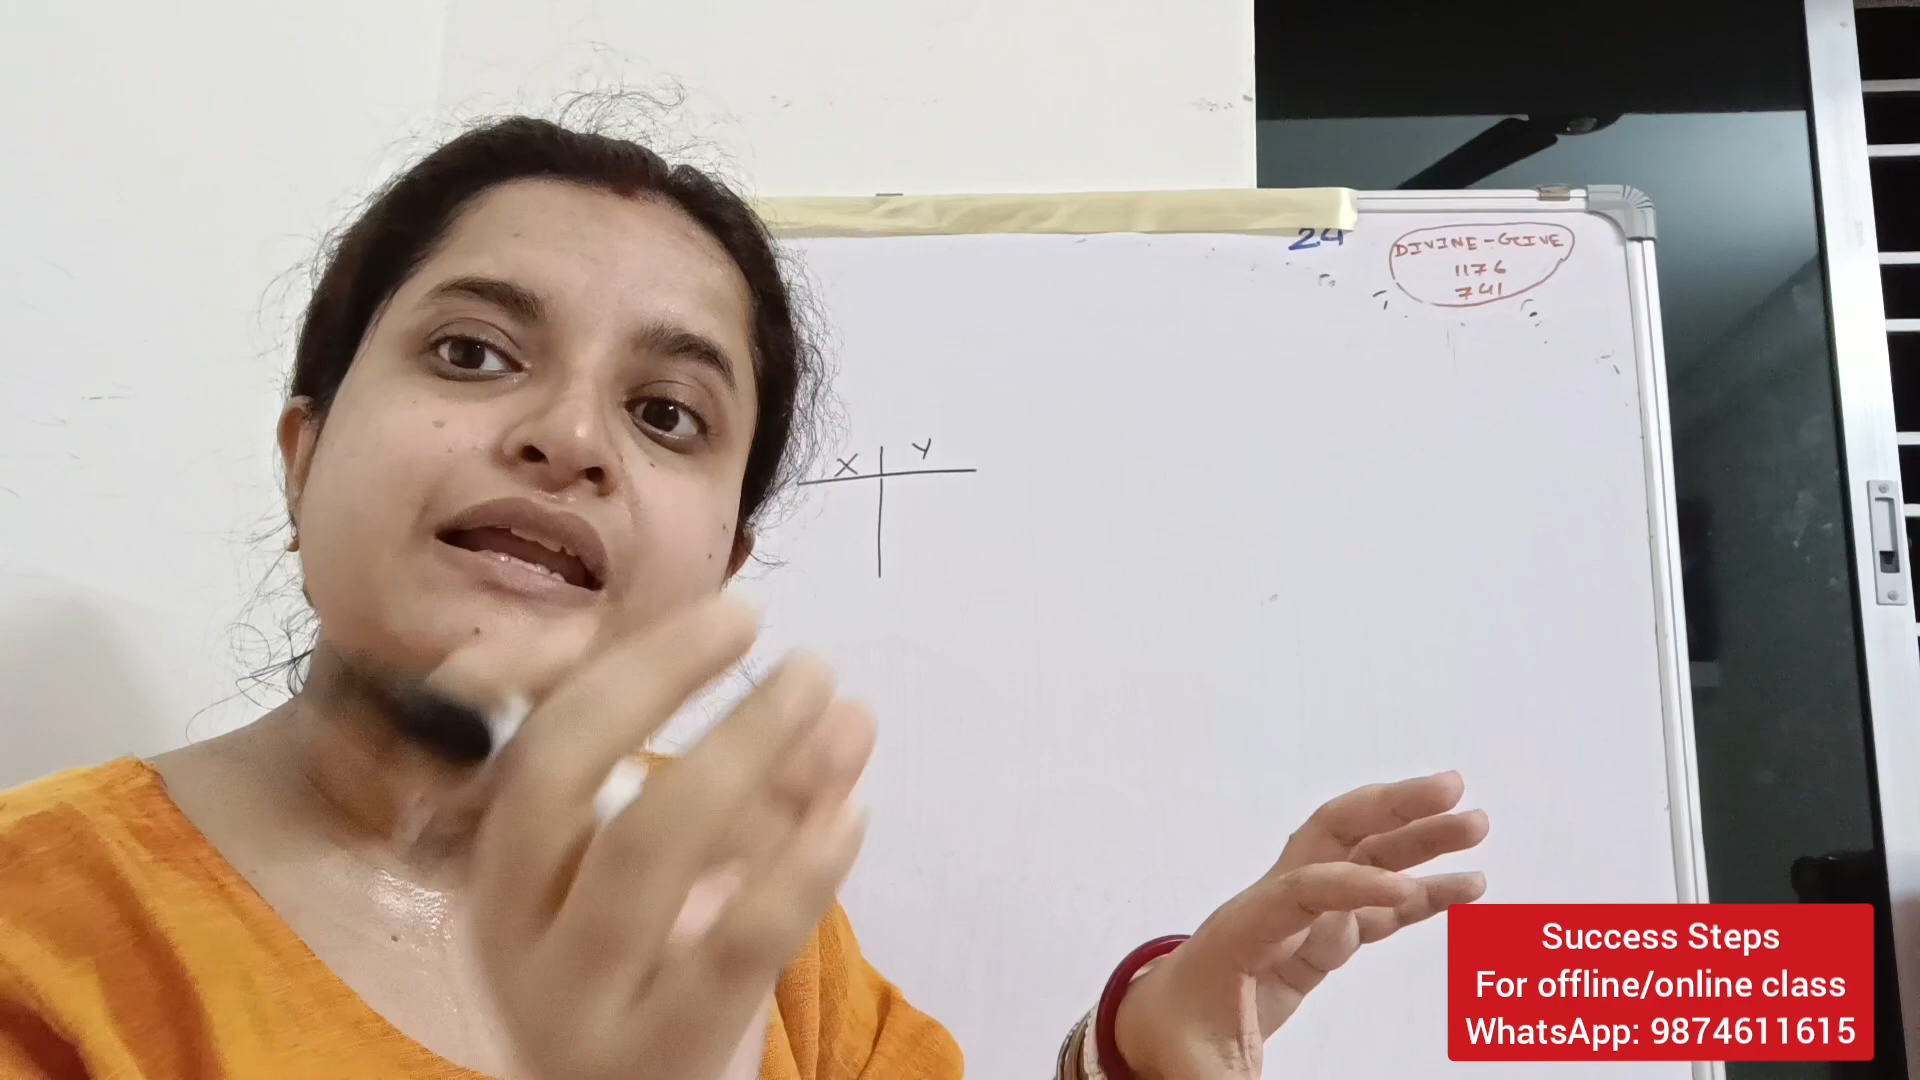 24
DIVINE-GIVE
1176
741
X Y
Success Steps
For offline/online class
WhatsApp: 9874611615